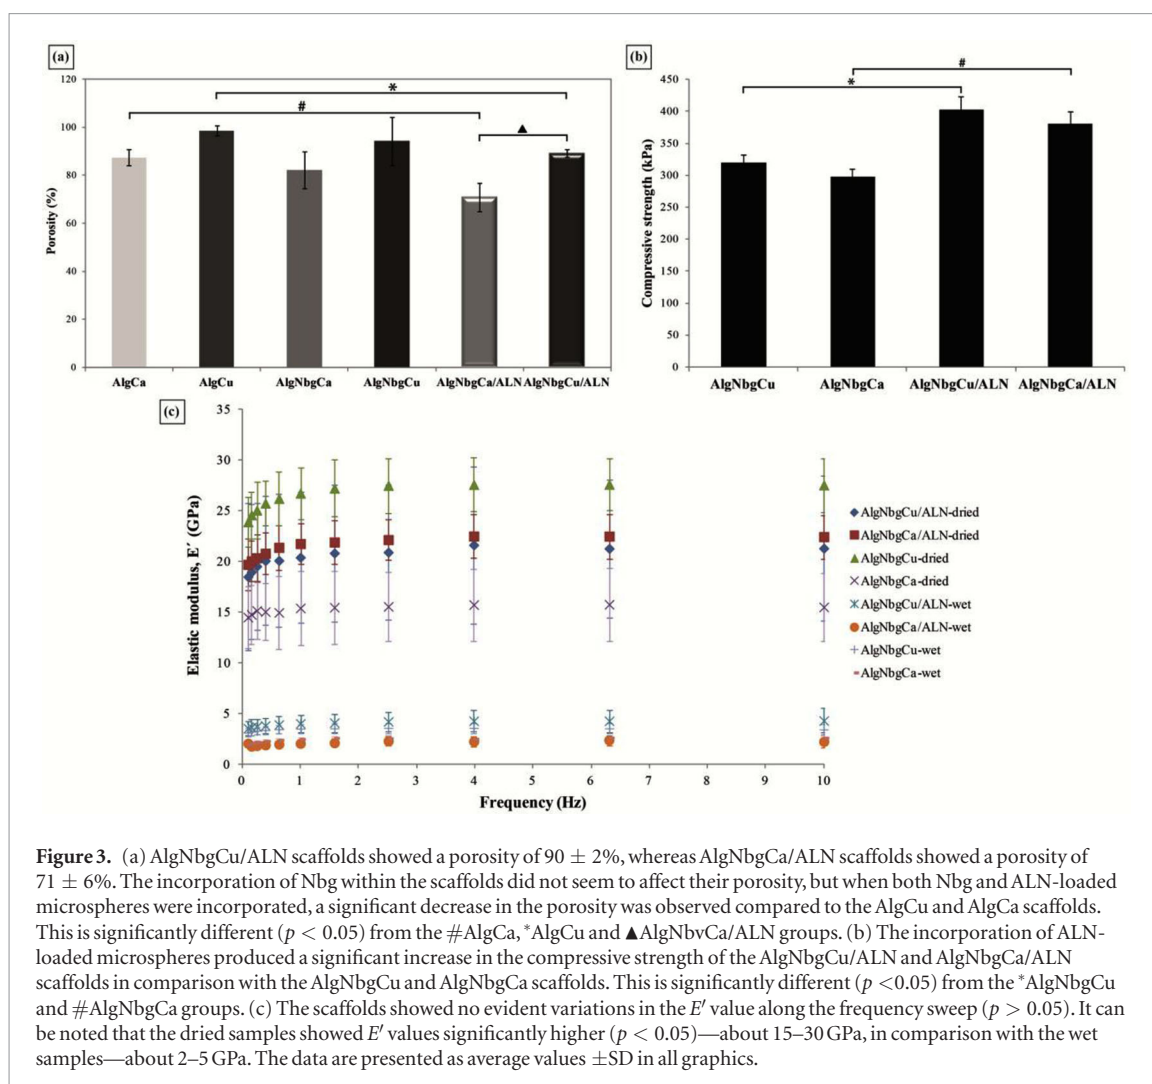 (a)
120
100
80
60
40
20
0
Porosity (%)
*
#
▲
AlgCa
AlgCu
AlgNbgCa
AlgNbgCu
AlgNbgCa/ALN
AlgNbgCu/ALN
(b)
450
400
350
300
250
200
150
100
50
0
Compressive strength (kPa)
#
*
AlgNbgCu
AlgNbgCa
AlgNbgCu/ALN
AlgNbgCa/ALN
(c)
35
30
25
20
15
10
5
0
Elastic modulus, E´ (GPa)
0 1 2 3 4 5 6 7 8 9 10
Frequency (Hz)
AlgNbgCu/ALN-dried
AlgNbgCa/ALN-dried
AlgNbgCu-dried
AlgNbgCa-dried
AlgNbgCu/ALN-wet
AlgNbgCa/ALN-wet
AlgNbgCu-wet
AlgNbgCa-wet
Figure 3. (a) AlgNbgCu/ALN scaffolds showed a porosity of 90 ± 2%, whereas AlgNbgCa/ALN scaffolds showed a porosity of
71 ± 6%. The incorporation of Nbg within the scaffolds did not seem to affect their porosity, but when both Nbg and ALN-loaded
microspheres were incorporated, a significant decrease in the porosity was observed compared to the AlgCu and AlgCa scaffolds.
This is significantly different (p < 0.05) from the #AlgCa, *AlgCu and ▲AlgNbvCa/ALN groups. (b) The incorporation of ALN-
loaded microspheres produced a significant increase in the compressive strength of the AlgNbgCu/ALN and AlgNbgCa/ALN
scaffolds in comparison with the AlgNbgCu and AlgNbgCa scaffolds. This is significantly different (p <0.05) from the *AlgNbgCu
and #AlgNbgCa groups. (c) The scaffolds showed no evident variations in the E′ value along the frequency sweep (p > 0.05). It can
be noted that the dried samples showed E′ values significantly higher (p < 0.05)—about 15–30 GPa, in comparison with the wet
samples—about 2–5 GPa. The data are presented as average values ±SD in all graphics.